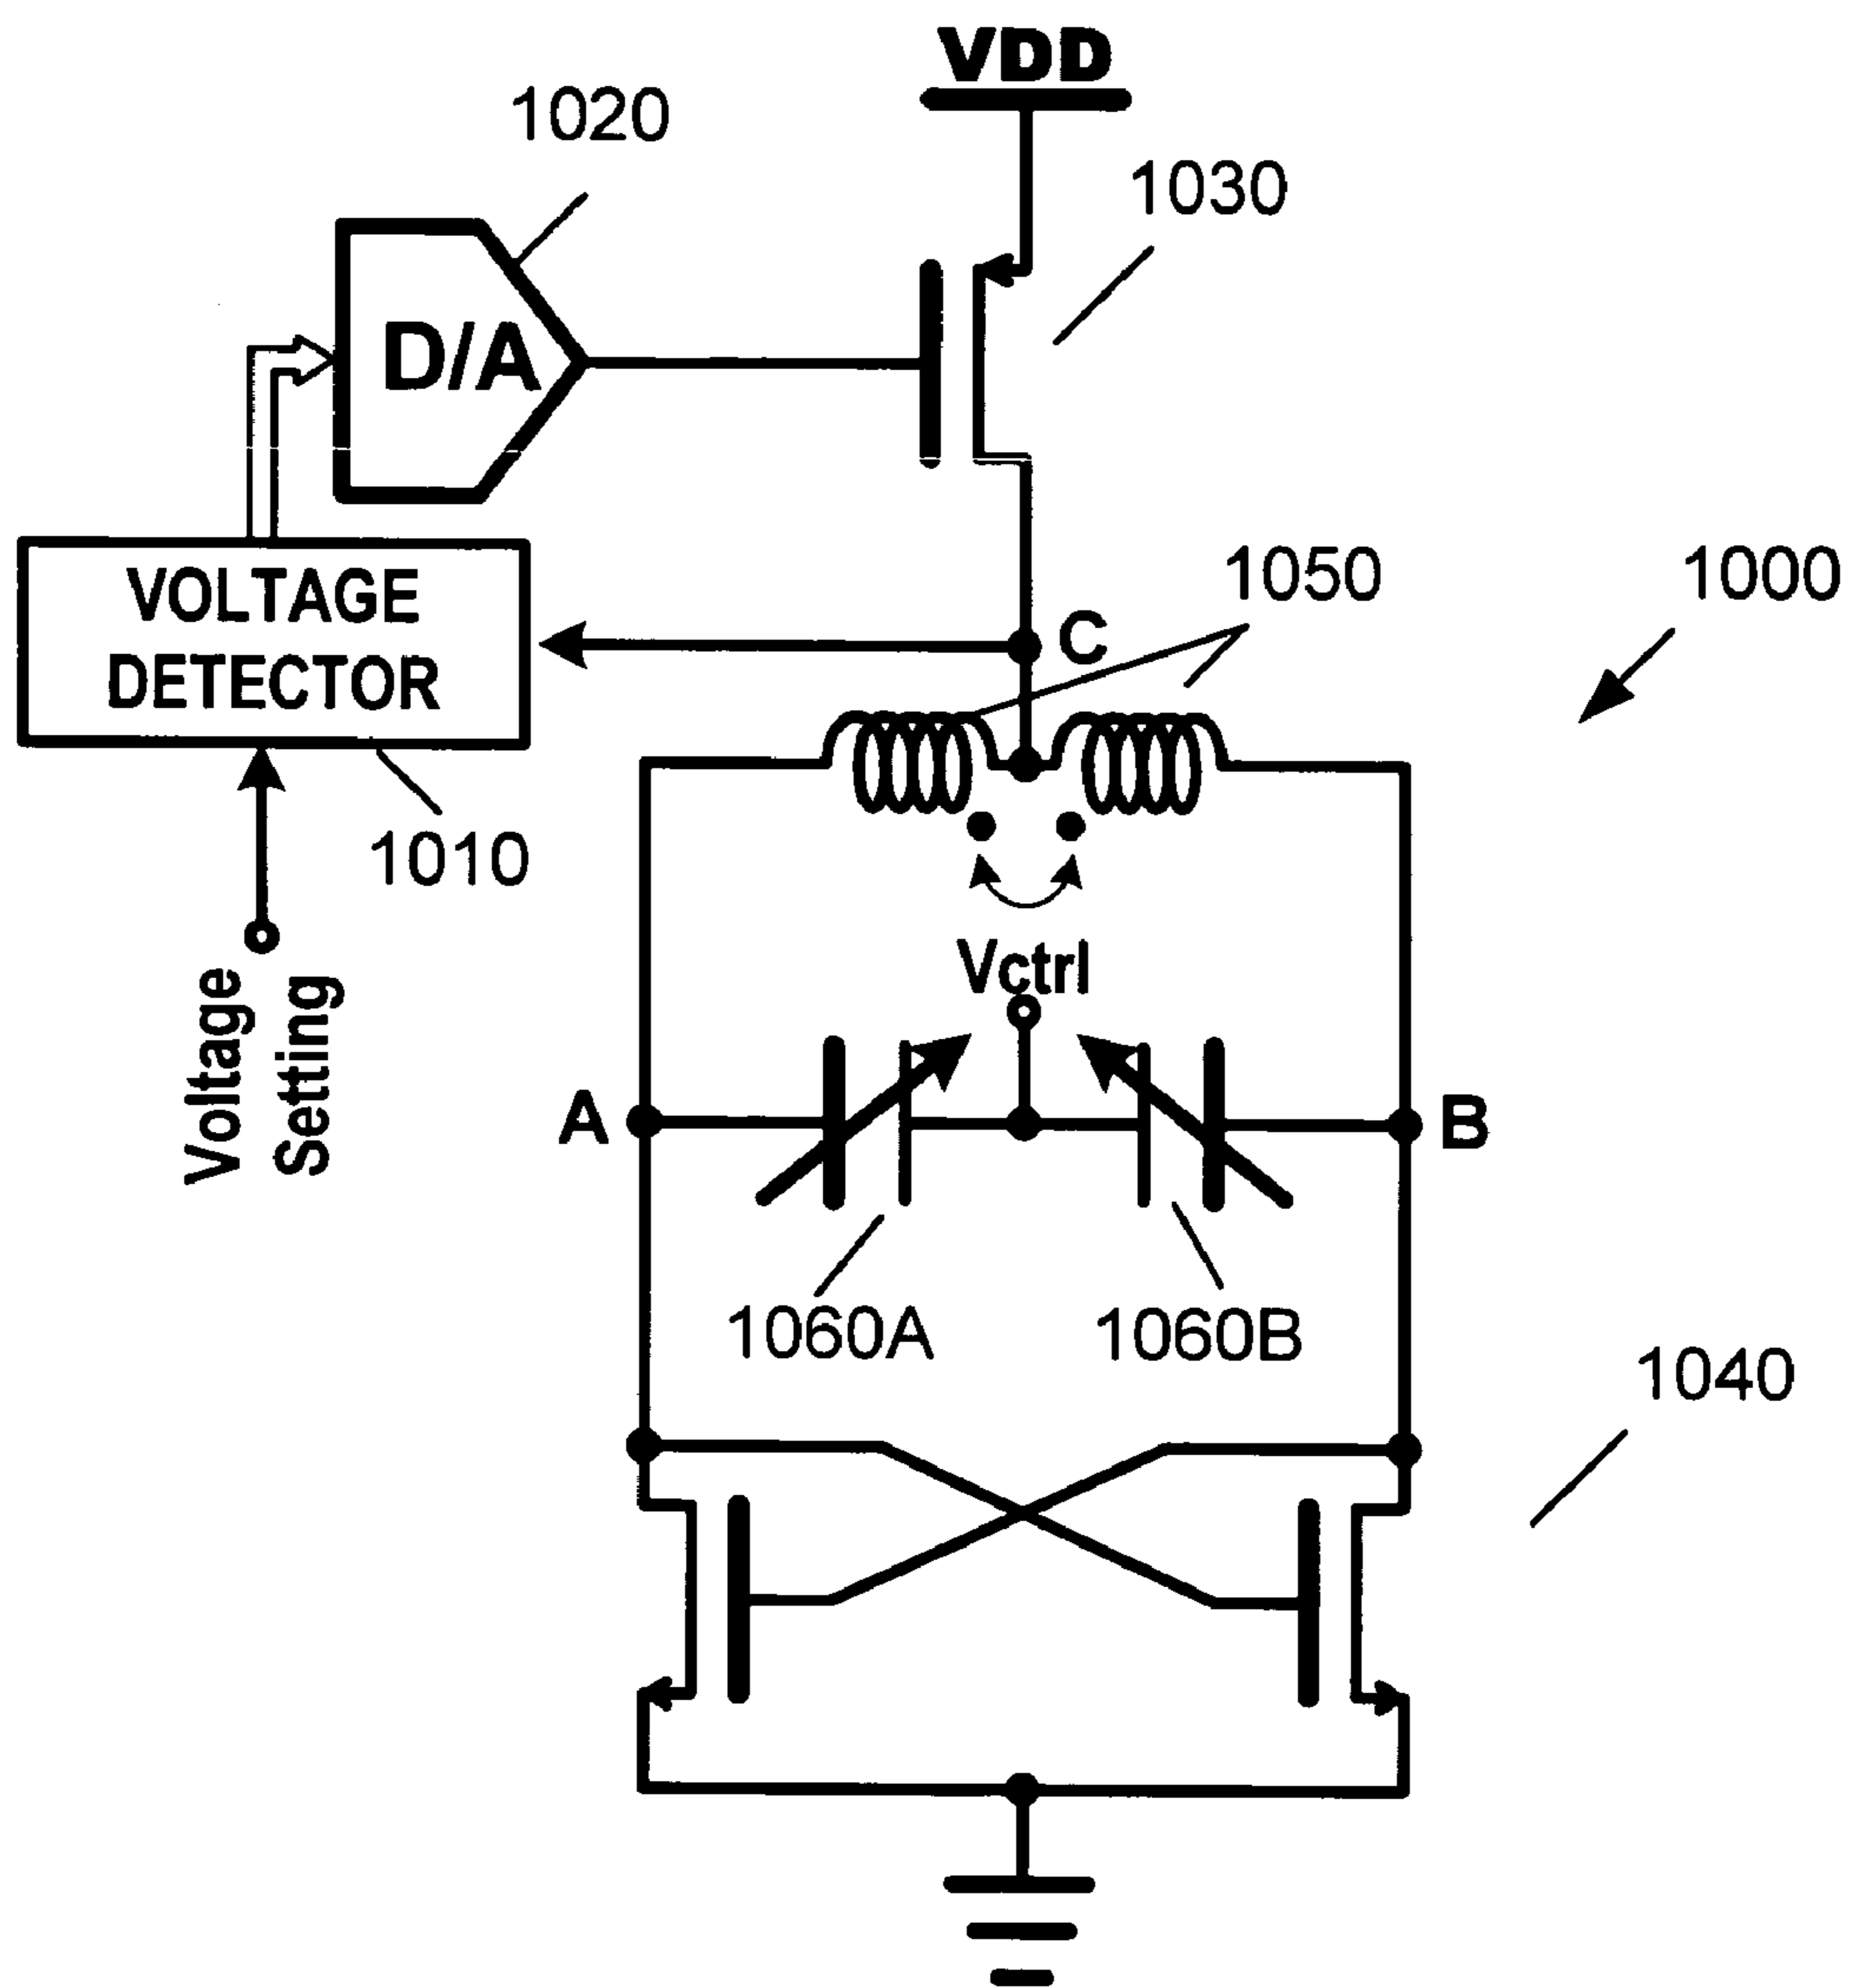 VDD
1020
1030
D/A
1050
1000
VOLTAGE
DETECTOR
C
1010
Vctrl
Voltage
Setting
A
B
1060A
1060B
1040